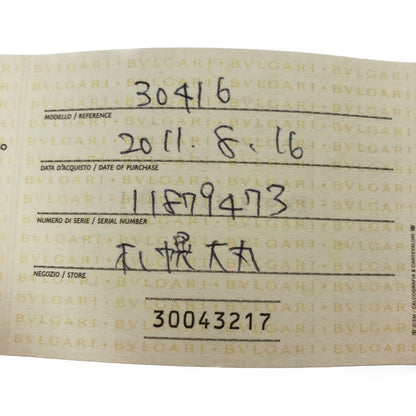 30416
MODELLO / REFERENCE
2011.8.16
DATA D'ACQUISTO / DATE OF PURCHASE
11879473
NUMERO DI SERIE / SERIAL NUMBER
札幌大丸
NEGOZIO / STORE
30043217